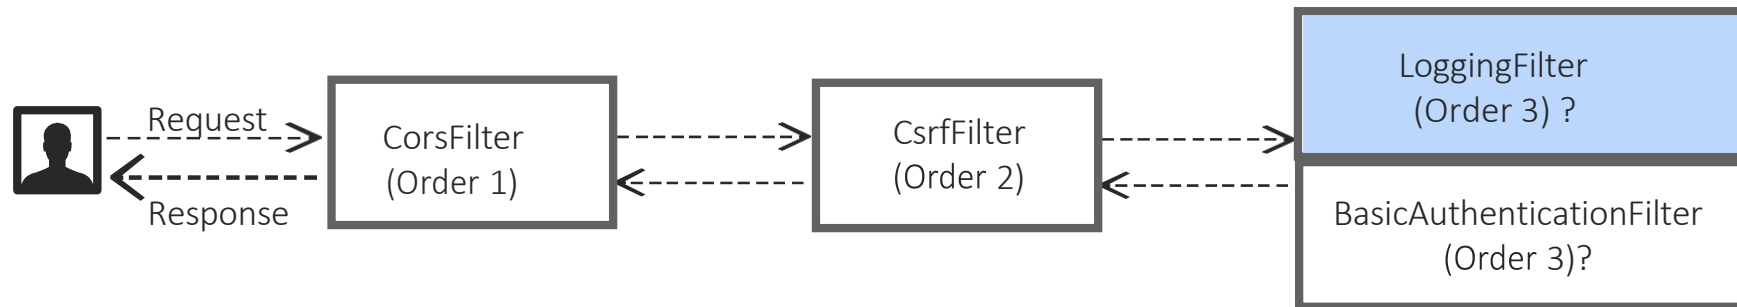 Request
Response
CorsFilter
(Order 1)
CsrfFilter
(Order 2)
LoggingFilter
(Order 3) ?
BasicAuthenticationFilter
(Order 3)?